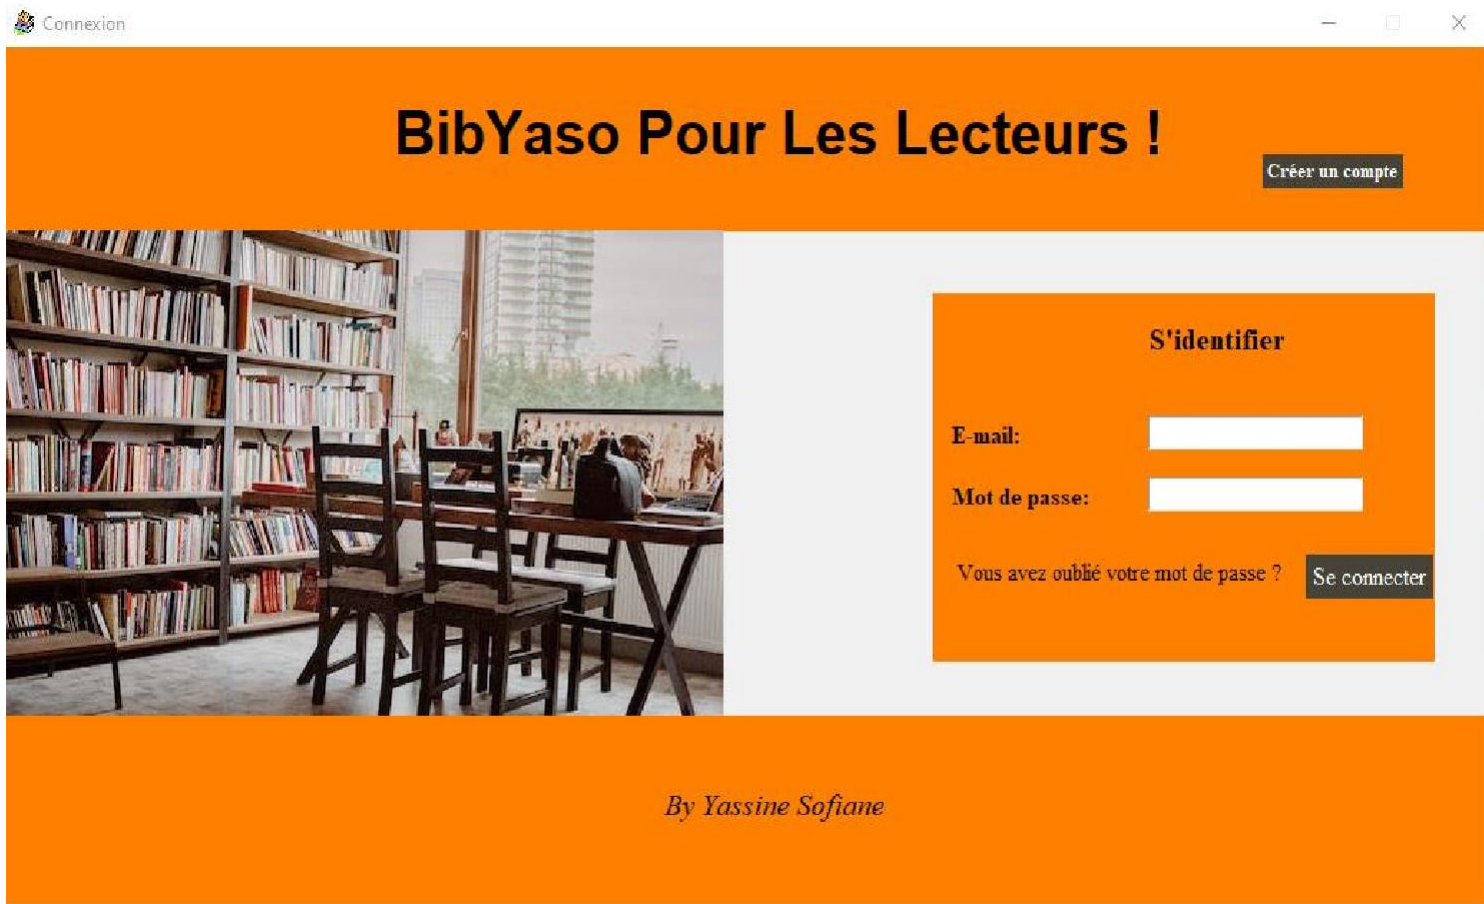 Connexion
BibYaso Pour Les Lecteurs !
Créer un compte
S'identifier
E-mail:
Mot de passe:
Vous avez oublié votre mot de passe ?
Se connecter
By Yassine Sofiane